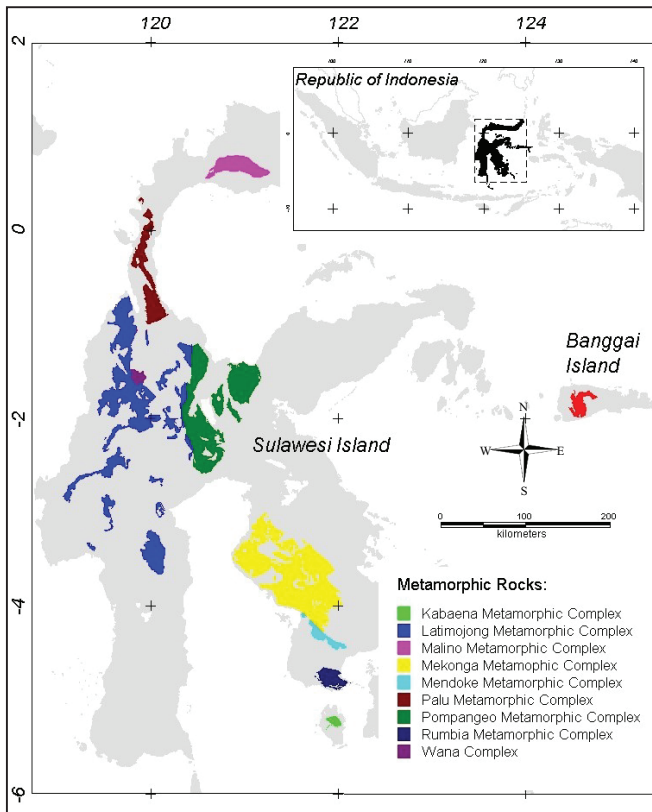 120 122 124
2
0
-2
-4
-6
Republic of Indonesia
Banggai
Island
Sulawesi Island
N
W E
S
0 50 100 200
kilometers
Metamorphic Rocks:
Kabaena Metamorphic Complex
Latimojong Metamorphic Complex
Malino Metamorphic Complex
Mekonga Metamophic Complex
Mendoke Metamorphic Complex
Palu Metamorphic Complex
Pompangeo Metamorphic Complex
Rumbia Metamorphic Complex
Wana Complex